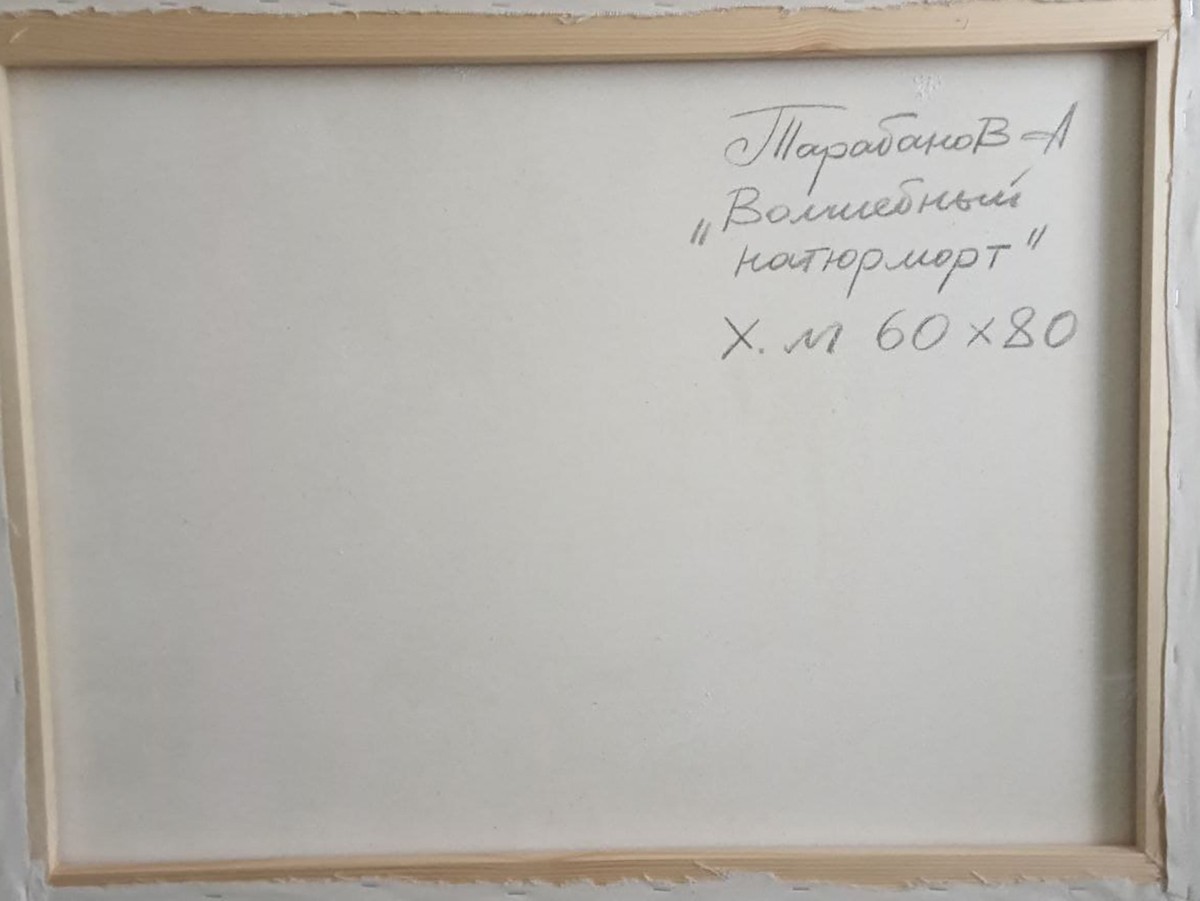 Тарабанов А
„Волшебный
натюрморт"
Х. м 60 х 80